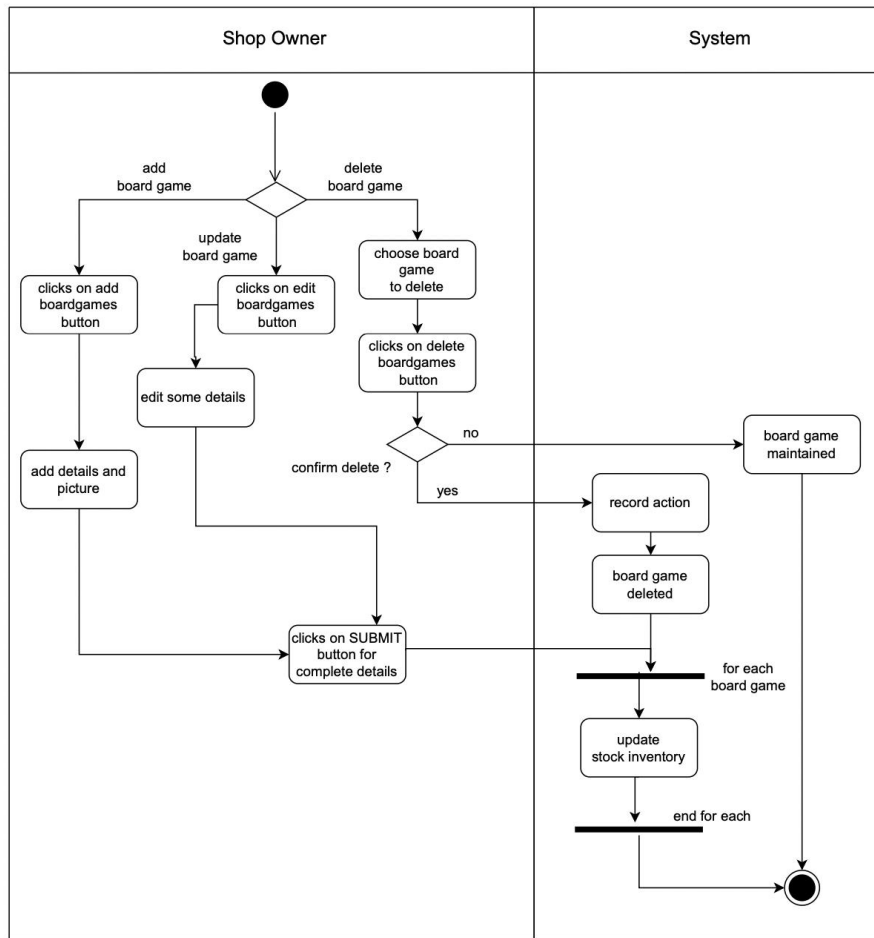 Shop Owner
System
add
board game
delete
board game
update
board game
choose board
game
to delete
clicks on add
boardgames
button
clicks on edit
boardgames
button
clicks on delete
boardgames
button
edit some details
no
board game
maintained
confirm delete ?
add details and
picture
yes
record action
board game
deleted
clicks on SUBMIT
button for
complete details
for each
board game
update
stock inventory
end for each